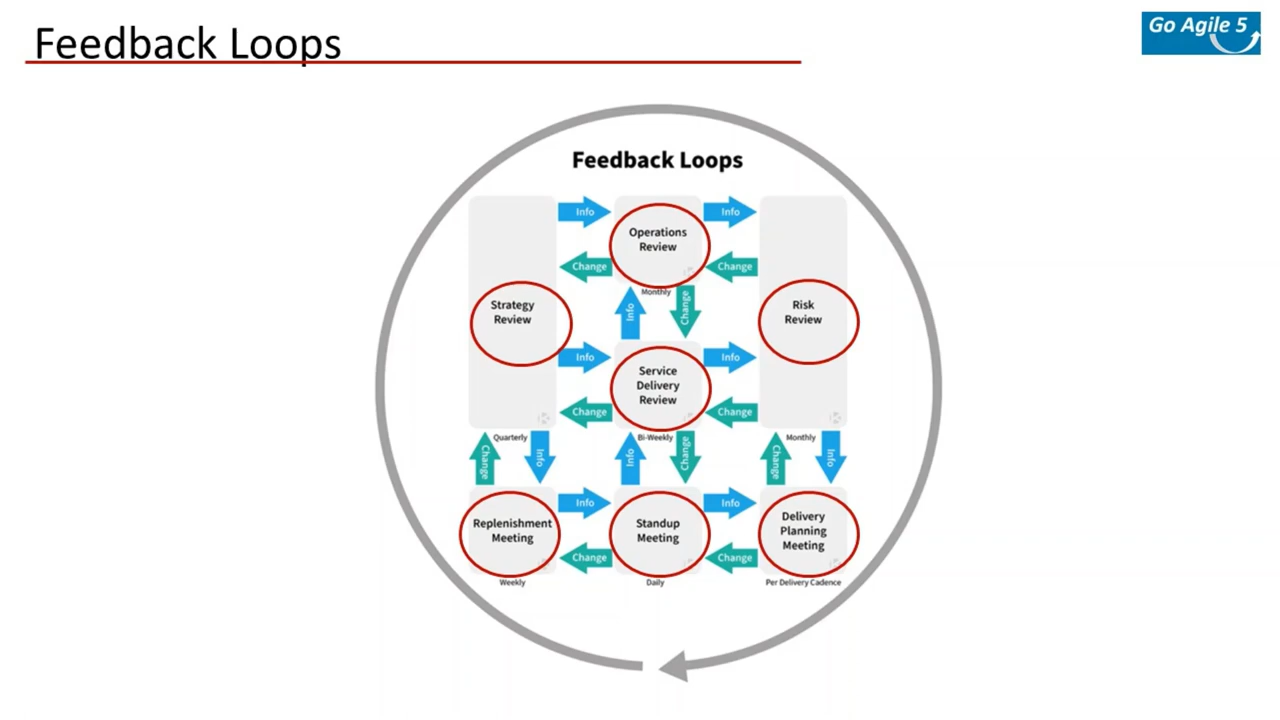 Feedback Loops
Go Agile 5
Feedback Loops
Info
Info
Operations
Review
Change
Change
Monthly
Strategy
Review
Risk
Review
Info
Change
Info
Info
Service
Delivery
Review
Change
Change
Quarterly
Bi-Weekly
Monthly
Change
Info
Info
Change
Change
Info
Info
Info
Replenishment
Meeting
Standup
Meeting
Delivery
Planning
Meeting
Change
Change
Weekly
Daily
Per Delivery Cadence